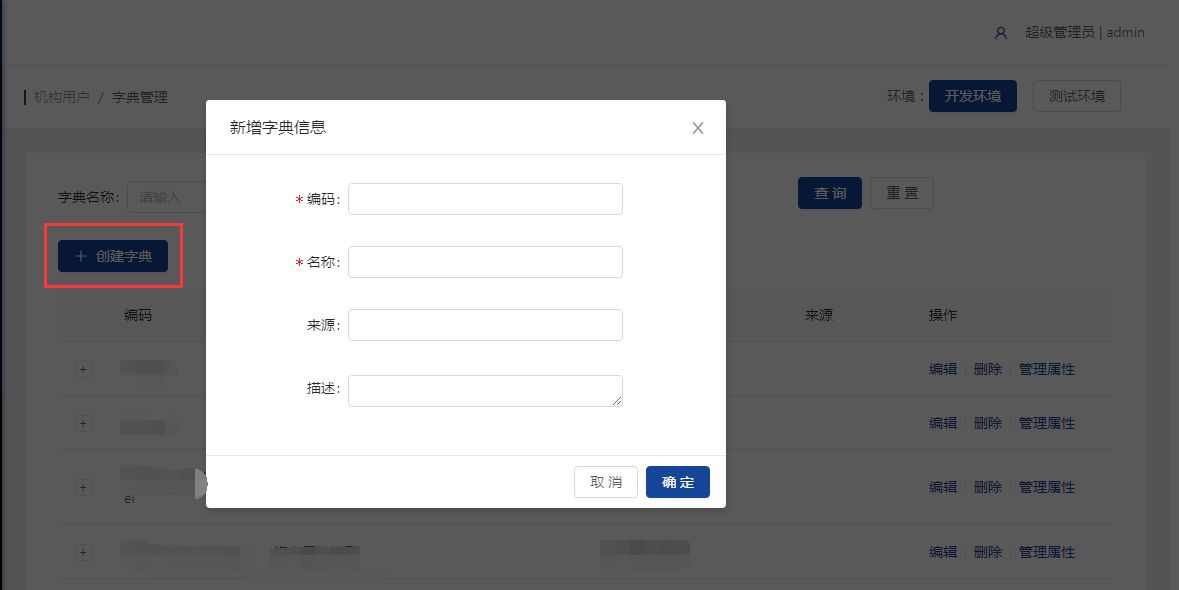 超级管理员 | admin
机构用户 / 字典管理
环境 :
开发环境
测试环境
新增字典信息
字典名称:
请输入
查 询
重 置
* 编码:
+ 创建字典
* 名称:
编码
来源:
来源
操作
编辑 删除 管理属性
描述:
编辑 删除 管理属性
取 消
确 定
er
编辑 删除 管理属性
编辑 删除 管理属性